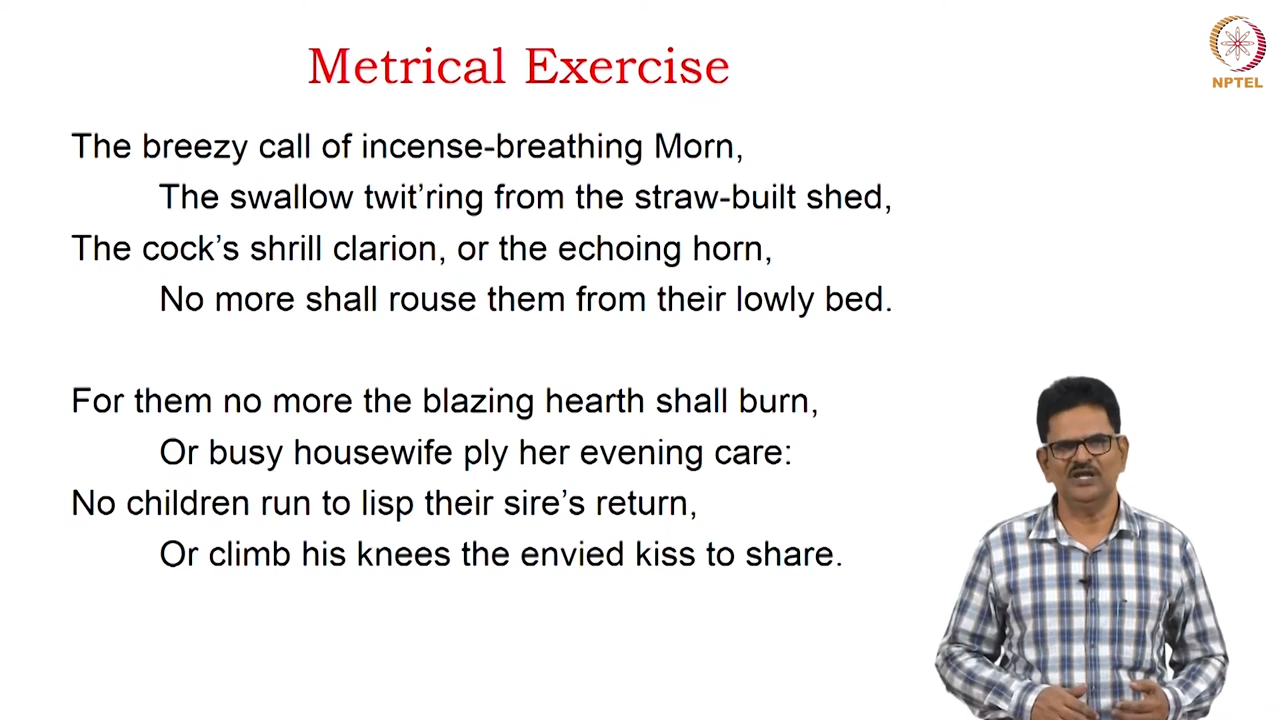 Metrical Exercise
NPTEL
The breezy call of incense-breathing Morn,
The swallow twit’ring from the straw-built shed,
The cock’s shrill clarion, or the echoing horn,
No more shall rouse them from their lowly bed.
For them no more the blazing hearth shall burn,
Or busy housewife ply her evening care:
No children run to lisp their sire’s return,
Or climb his knees the envied kiss to share.